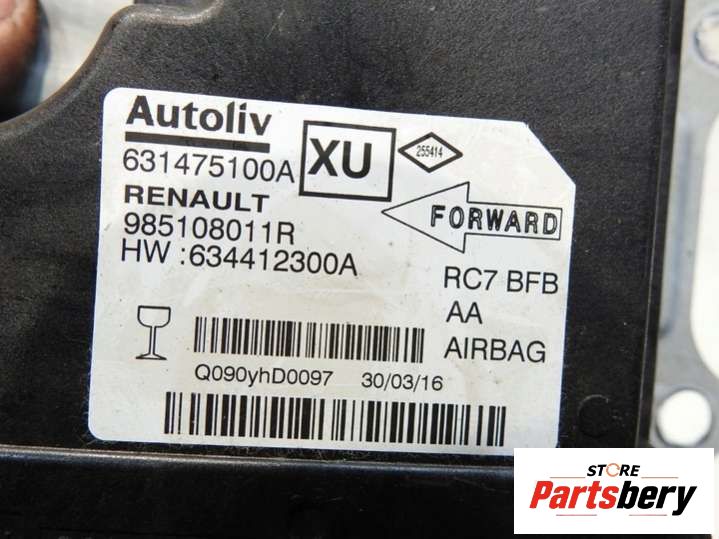 Autoliv
XU
255414
631475100A
RENAULT
FORWARD
985108011R
HW :634412300A
RC7 BFB
AA
AIRBAG
Q090yhD0097 30/03/16
STORE
Partsbery